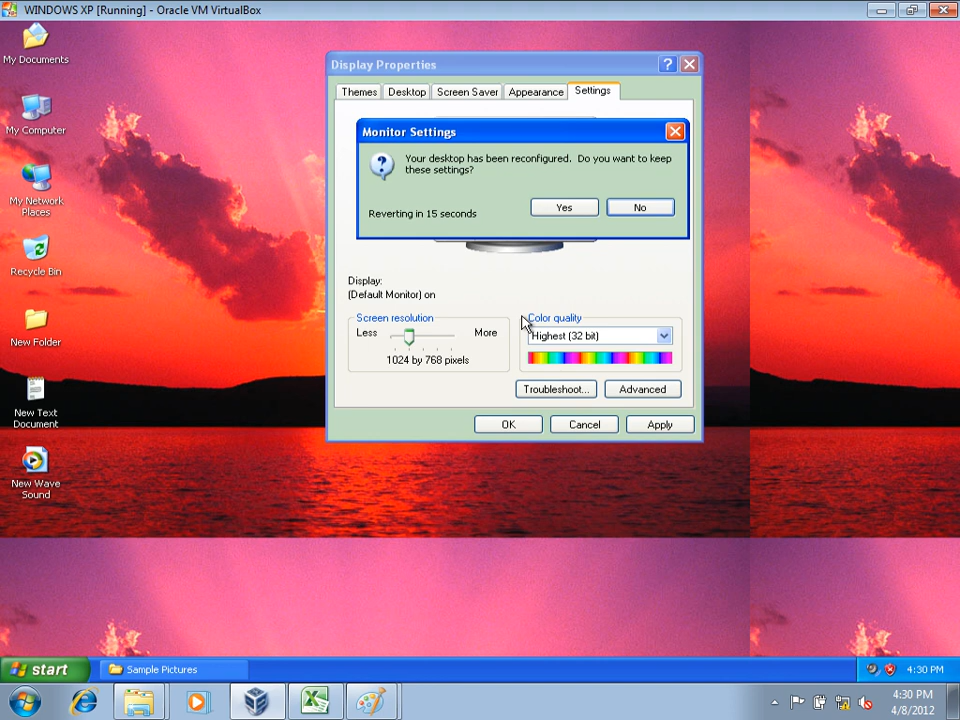 WINDOWS XP [Running] - Oracle VM VirtualBox
My Documents
My Computer
My Network
Places
Recycle Bin
New Folder
New Text
Document
New Wave
Sound
Display Properties
Themes
Desktop
Screen Saver
Appearance
Settings
Monitor Settings
Your desktop has been reconfigured. Do you want to keep
these settings?
Reverting in 15 seconds
Yes
No
Display:
(Default Monitor) on
Screen resolution
Less
More
1024 by 768 pixels
Color quality
Highest (32 bit)
Troubleshoot...
Advanced
OK
Cancel
Apply
start
Sample Pictures
4:30 PM
4:30 PM
4/8/2012